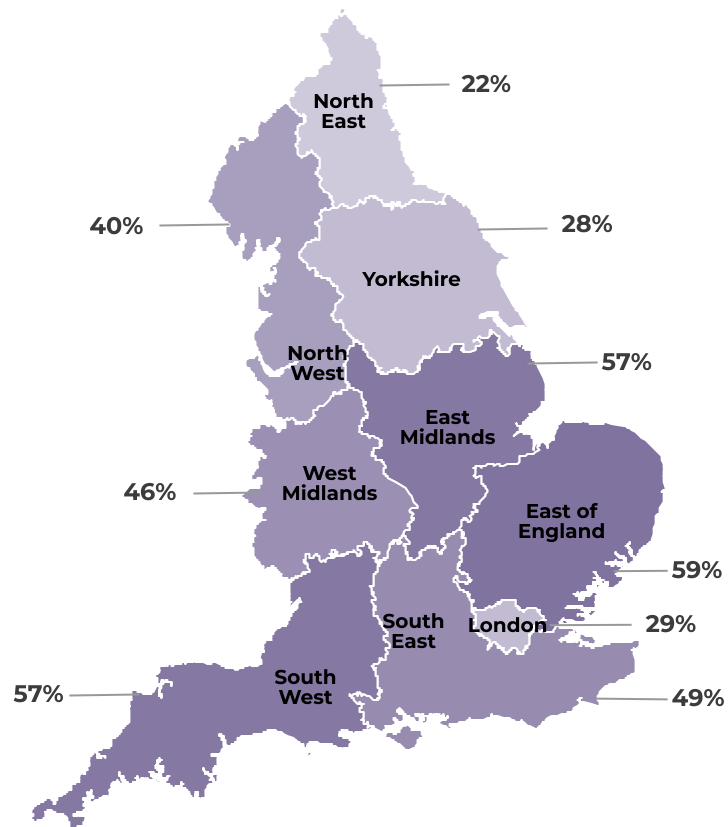 22%
North
East
40%
28%
Yorkshire
North
West
57%
East
Midlands
West
Midlands
46%
East of
England
59%
South
East
London
29%
South
West
57%
49%